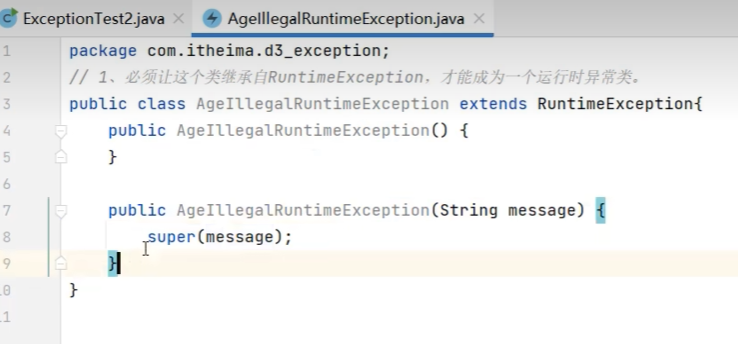 ExceptionTest2.java
AgeIllegalRuntimeException.java
1 package com.itheima.d3_exception;
2 // 1、必须让这个类继承自RuntimeException，才能成为一个运行时异常类。
3 public class AgeIllegalRuntimeException extends RuntimeException{
4 public AgeIllegalRuntimeException() {
5 }
6
7 public AgeIllegalRuntimeException(String message) {
8 super(message);
9 }
10 }
11